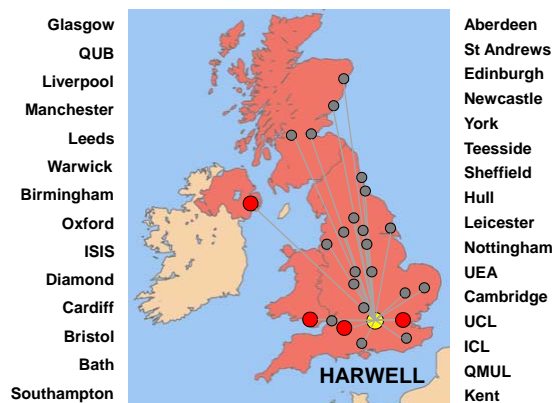 Glasgow
QUB
Liverpool
Manchester
Leeds
Warwick
Birmingham
Oxford
ISIS
Diamond
Cardiff
Bristol
Bath
Southampton
HARWELL
Aberdeen
St Andrews
Edinburgh
Newcastle
York
Teesside
Sheffield
Hull
Leicester
Nottingham
UEA
Cambridge
UCL
ICL
QMUL
Kent